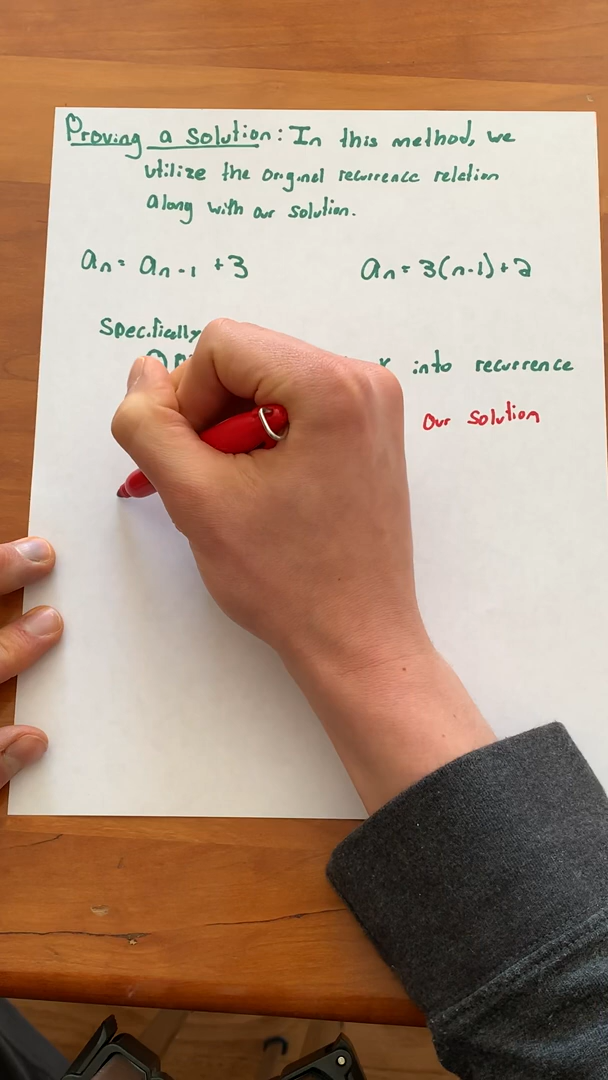 Proving a Solution: In this method, we
utilize the original recurrence relation
along with our solution.
an = an-1 +3
an = 3(n-1)+2
Specifically
into recurrence
Our Solution